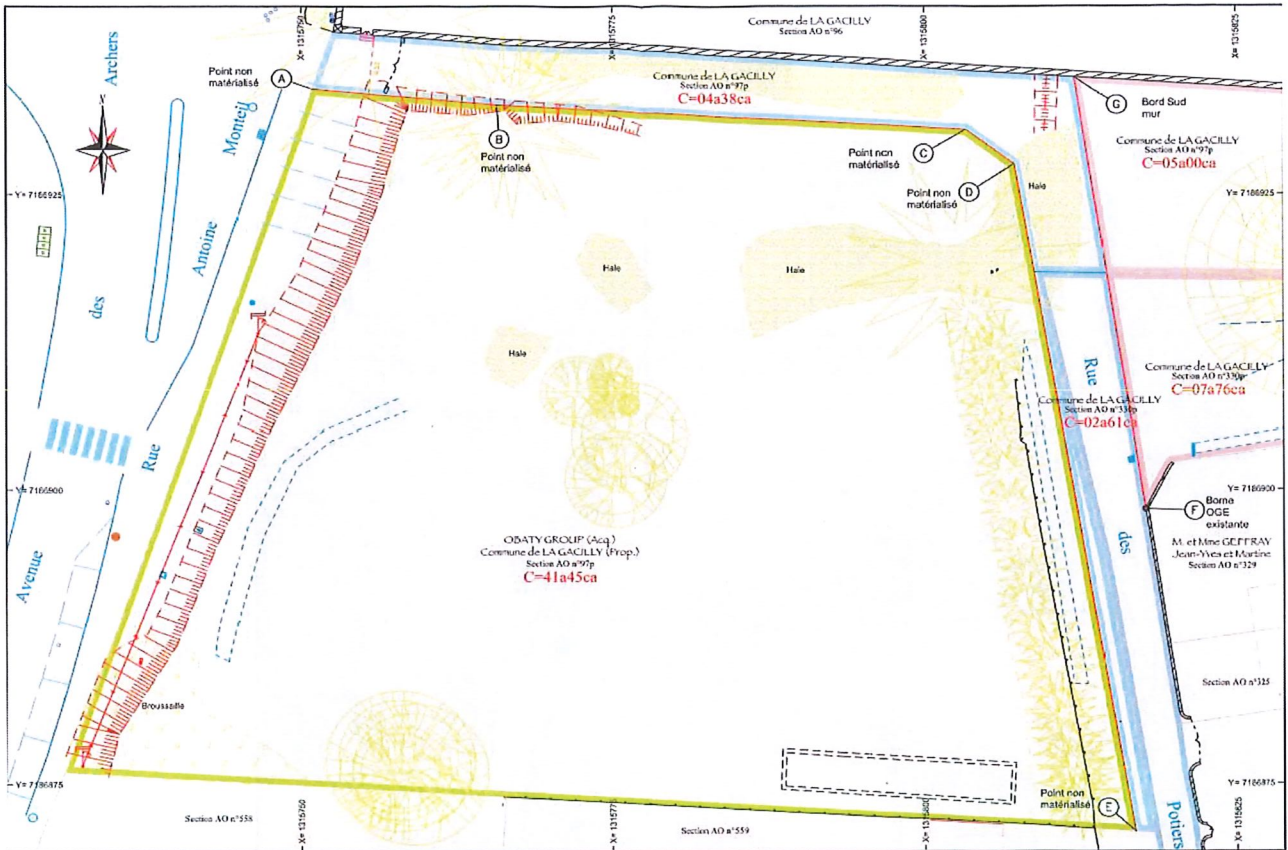 X= 1315750
X= 1315775
X= 1315800
X= 1315825
Commune de LA GACILLY
Section AO n°96
Archers
des
Avenue
Monteil
Antoine
Rue
A
Point non
matérialisé
Commune de LA GACILLY
Section AO n°97p
C=04a38ca
B
Point non
matérialisé
C
Point non
matérialisé
D
Point non
matérialisé
G
Bord Sud
mur
Commune de LA GACILLY
Section AO n°97p
C=05a00ca
Y= 7186925
Y= 7186925
Haie
Haie
Haie
Haie
Rue
des
Potiers
Commune de LA GACILLY
Section AO n°330p
C=07a76ca
Commune de LA GACILLY
Section AO n°330p
C=02a61ca
Y= 7186900
Y= 7186900
F
Borne
OGE
existante
M. et Mme GEFFRAY
Jean-Yves et Martine
Section AO n°329
OBATY GROUP (Acq.)
Commune de LA GACILLY (Prop.)
Section AO n°97p
C=41a45ca
Section AO n°325
Broussaille
Y= 7186875
Y= 7186875
Point non
matérialisé
E
Section AO n°558
Section AO n°559
X= 1315750
X= 1315775
X= 1315800
X= 1315825